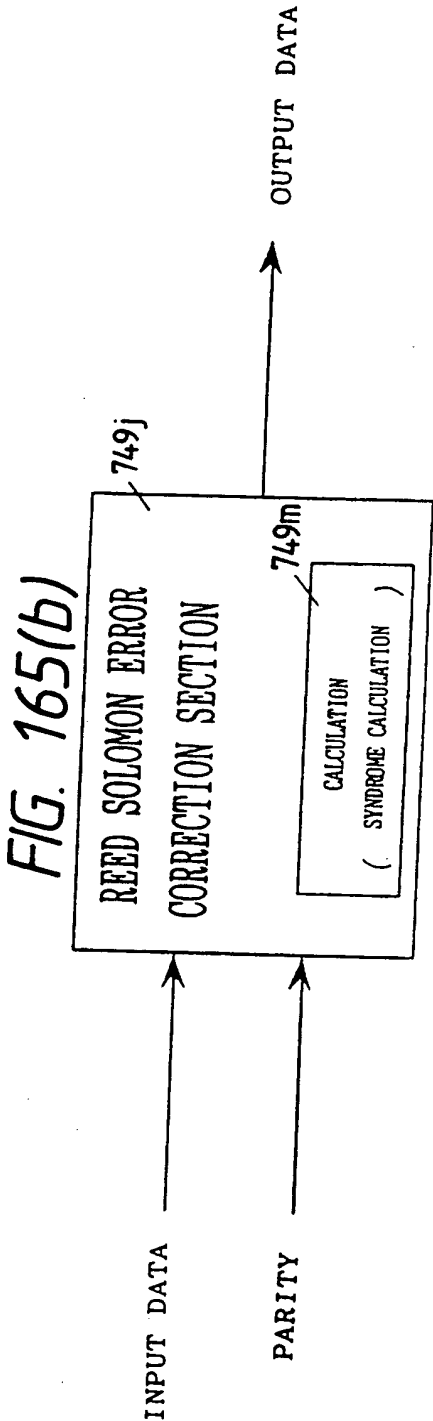 FIG. 165(b)
INPUT DATA
PARITY
REED SOLOMON ERROR
CORRECTION SECTION
749j
749m
CALCULATION
( SYNDROME CALCULATION )
OUTPUT DATA